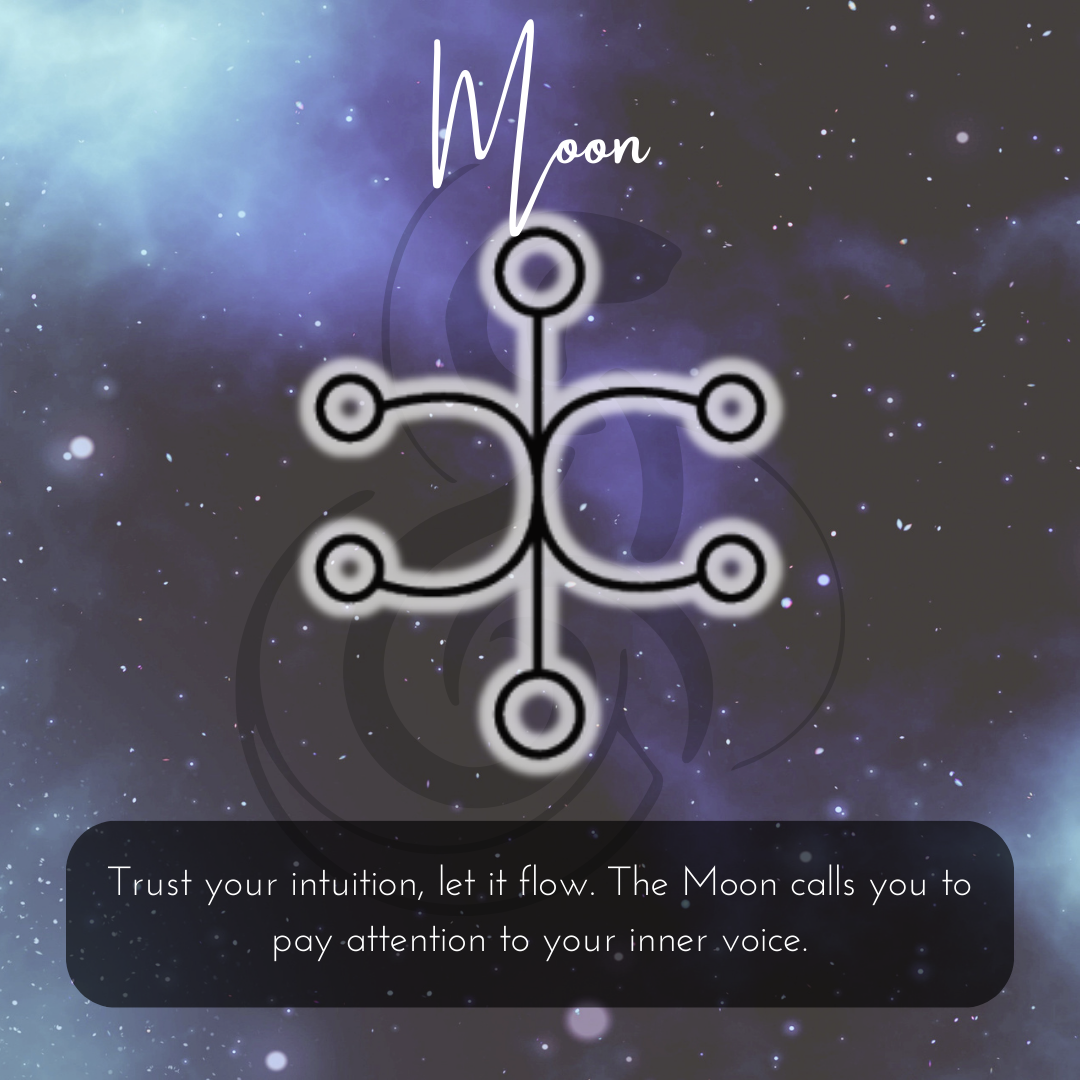 Moon
Trust your intuition, let it flow. The Moon calls you to
pay attention to your inner voice.